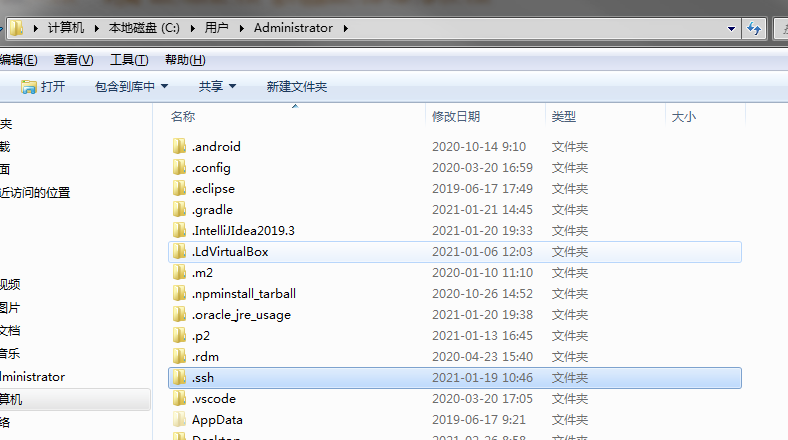 计算机 本地磁盘 (C:) 用户 Administrator
编辑(E) 查看(V) 工具(T) 帮助(H)
打开 包含到库中 共享 新建文件夹
名称 修改日期 类型 大小
夹
载
面
近访问的位置
视频
图片
文档
音乐
ministrator
算机
络
.android 2020-10-14 9:10 文件夹
.config 2020-03-20 16:59 文件夹
.eclipse 2019-06-17 17:49 文件夹
.gradle 2021-01-21 14:45 文件夹
.IntelliJIdea2019.3 2021-01-20 19:33 文件夹
.LdVirtualBox 2021-01-06 12:03 文件夹
.m2 2020-01-10 11:10 文件夹
.npminstall_tarball 2020-10-26 14:52 文件夹
.oracle_jre_usage 2021-01-20 19:38 文件夹
.p2 2021-01-13 16:45 文件夹
.rdm 2020-04-23 15:40 文件夹
.ssh 2021-01-19 10:46 文件夹
.vscode 2020-03-20 17:05 文件夹
AppData 2019-06-17 9:21 文件夹
Desktop 2021-02-26 8:58